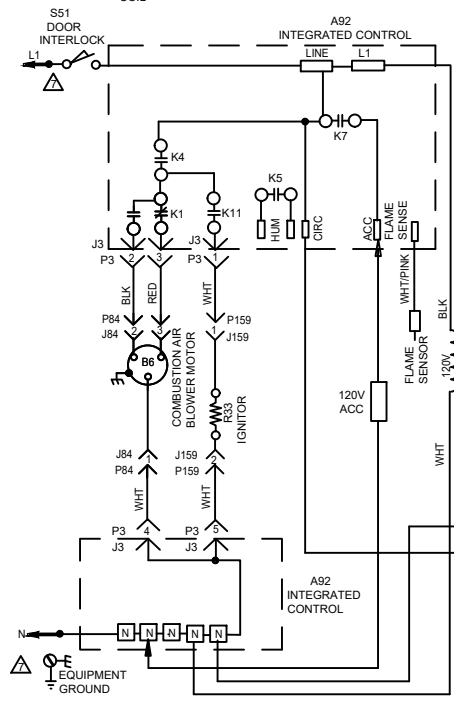 S51
DOOR
INTERLOCK
L1
7
A92
INTEGRATED CONTROL
LINE
L1
K7
K4
K5
K1
K11
HUM
CIRC
ACC
FLAME
SENSE
J3
J3
2
3
1
P3
P3
BLK
RED
WHT
WHT/PINK
BLK
P84
P159
2
3
1
J84
J159
B6
COMBUSTION AIR
BLOWER MOTOR
R33
IGNITOR
FLAME
SENSOR
120V
120V
ACC
J84
1
P84
J159
2
P159
WHT
WHT
WHT
P3
4
J3
P3
5
J3
A92
INTEGRATED
CONTROL
N
N
N
N
N
N
7
EQUIPMENT
GROUND